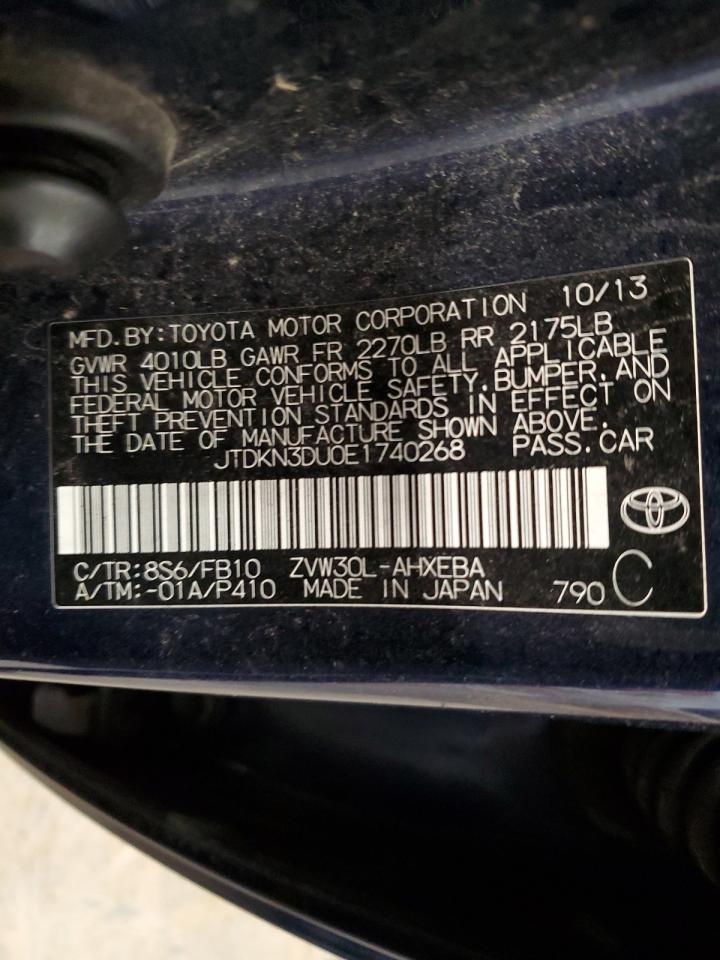 MFD.BY:TOYOTA MOTOR CORPORATION 10/13
GVWR 4010LB GAWR FR 2270LB RR 2175LB
THIS VEHICLE CONFORMS TO ALL APPLICABLE
FEDERAL MOTOR VEHICLE SAFETY,BUMPER,AND
THEFT PREVENTION STANDARDS IN EFFECT ON
THE DATE OF MANUFACTURE SHOWN ABOVE.
JTDKN3DU0E1740268 PASS.CAR
C/TR:8S6/FB10 ZVW30L-AHXEBA
A/TM:-01A/P410 MADE IN JAPAN 790 C